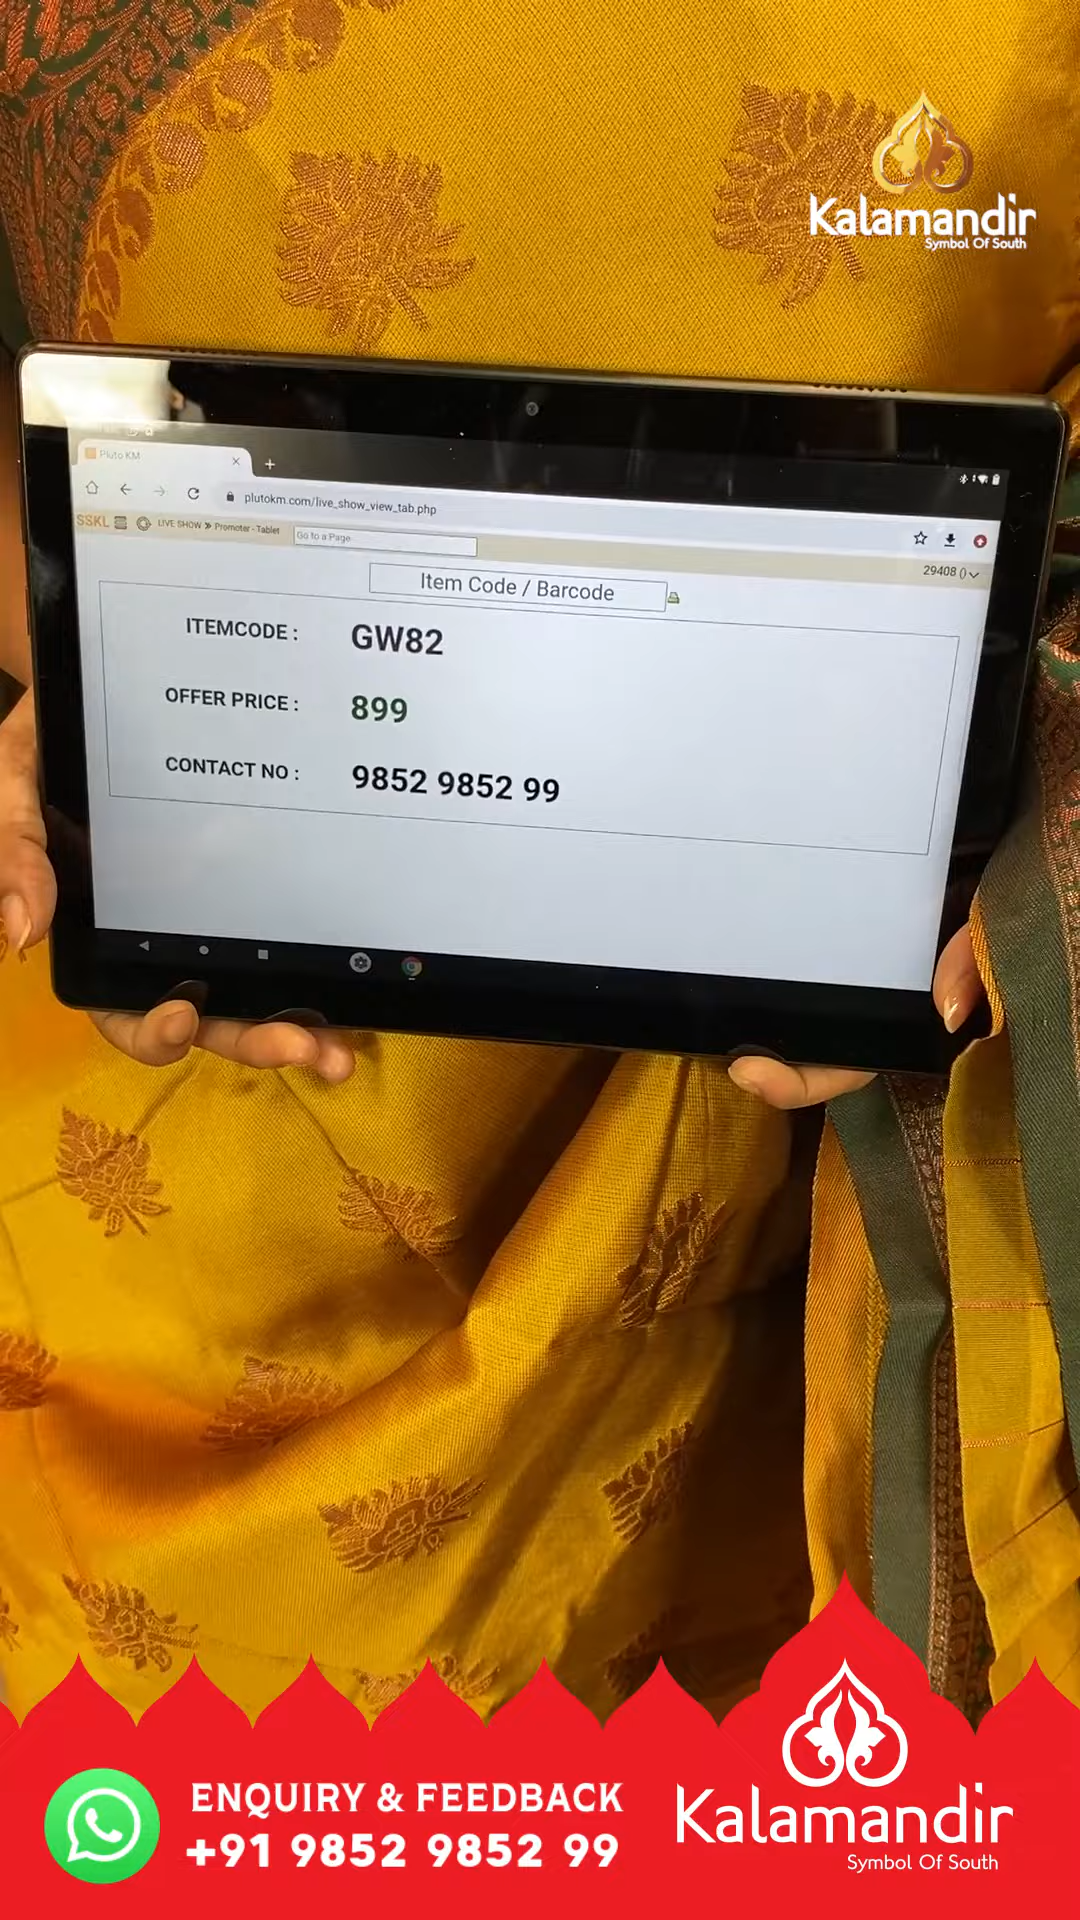 Kalamandir
Symbol Of South
Pluto KM
plutokm.com/live_show_view_tab.php
SSKL LIVE SHOW Promoter - Tablet Go to a Page
29408 ()
Item Code / Barcode
ITEMCODE : GW82
OFFER PRICE : 899
CONTACT NO : 9852 9852 99
ENQUIRY & FEEDBACK
+91 9852 9852 99
Kalamandir
Symbol Of South